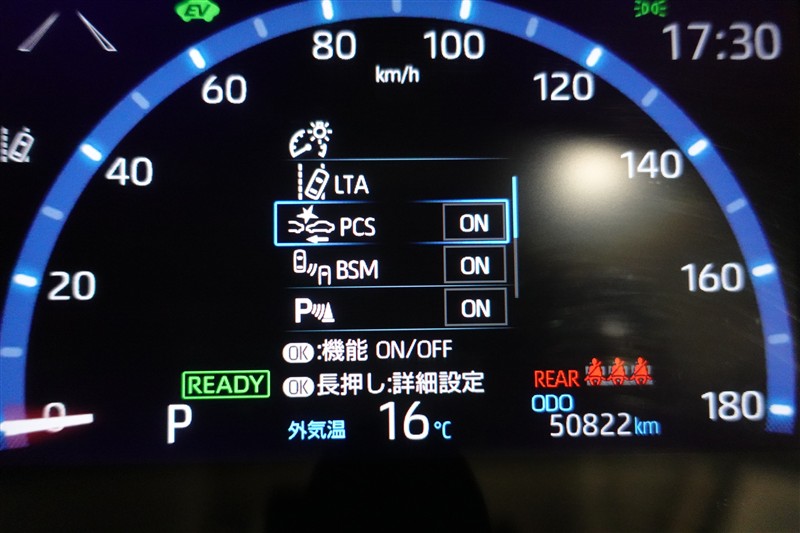 EV
17:30
80
100
km/h
60
120
40
140
LTA
PCS ON
BSM ON
20
160
P ON
OK:機能 ON/OFF
READY
OK長押し:詳細設定
REAR
0
P
外気温 16℃
ODO
50822km
180